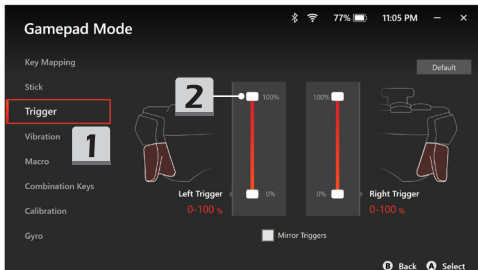 Gamepad Mode
77%
11:05 PM
Key Mapping
Default
Stick
2
100%
100%
Trigger
Vibration
1
Macro
Combination Keys
Left Trigger
0%
0%
Right Trigger
0-100 %
0-100 %
Calibration
Gyro
Mirror Triggers
B Back
A Select